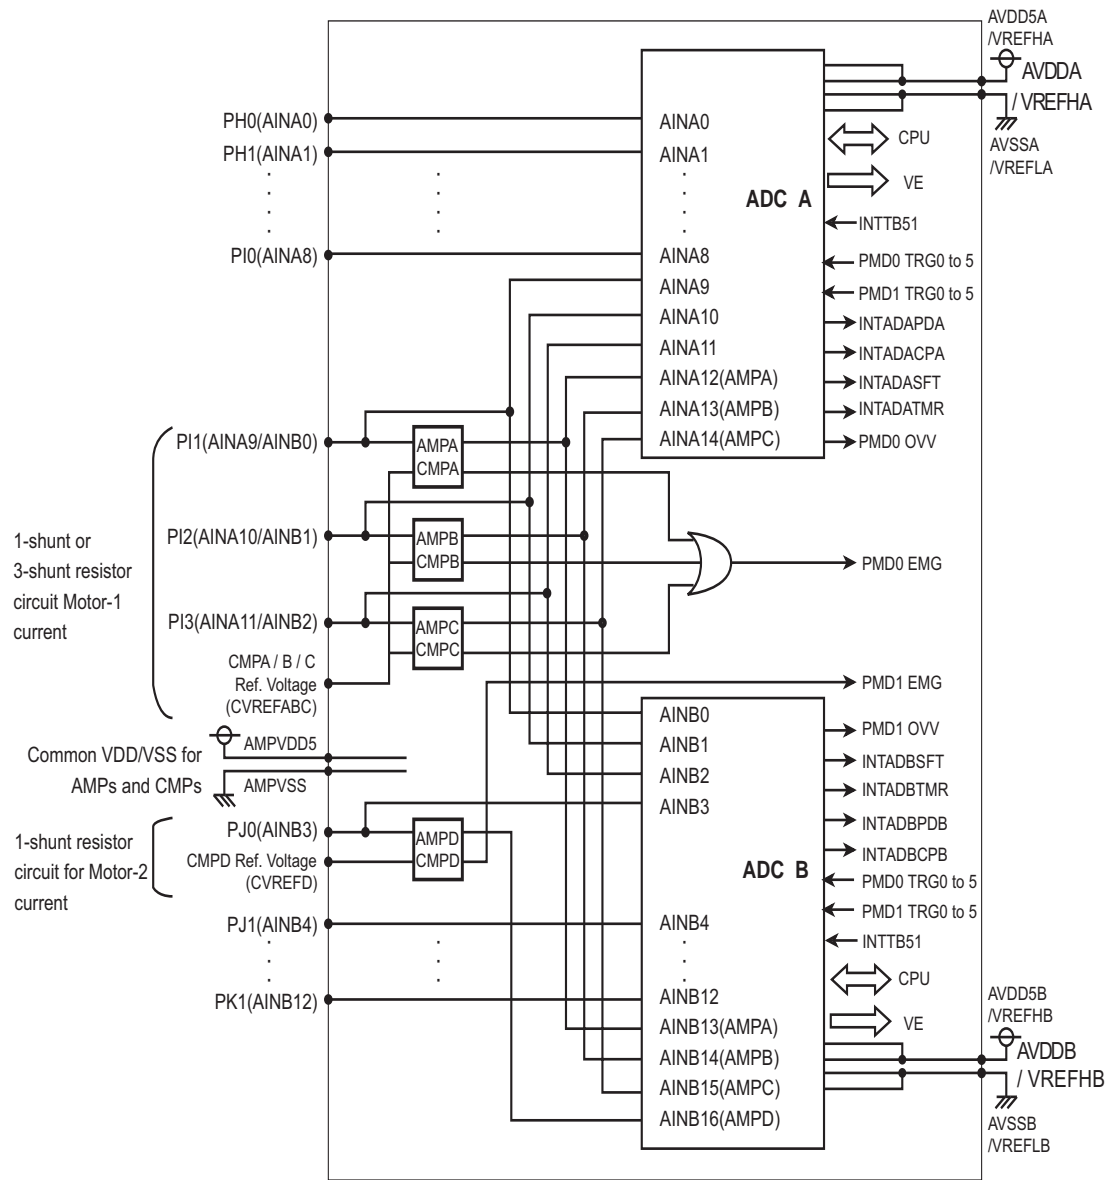 AVDD5A
/VREFHA
AVDDA
/ VREFHA
AVSSA
/VREFLA
PH0(AINA0)
PH1(AINA1)
PI0(AINA8)
AINA0
AINA1
AINA8
AINA9
AINA10
AINA11
AINA12(AMPA)
AINA13(AMPB)
AINA14(AMPC)
ADC A
CPU
VE
INTTB51
PMD0 TRG0 to 5
PMD1 TRG0 to 5
INTADAPDA
INTADACPA
INTADASFT
INTADATMR
PMD0 OVV
1-shunt or
3-shunt resistor
circuit Motor-1
current
PI1(AINA9/AINB0)
PI2(AINA10/AINB1)
PI3(AINA11/AINB2)
CMPA / B / C
Ref. Voltage
(CVREFABC)
AMPA
CMPA
AMPB
CMPB
AMPC
CMPC
PMD0 EMG
PMD1 EMG
Common VDD/VSS for
AMPs and CMPs
AMPVDD5
AMPVSS
1-shunt resistor
circuit for Motor-2
current
PJ0(AINB3)
CMPD Ref. Voltage
(CVREFD)
AMPD
CMPD
PJ1(AINB4)
PK1(AINB12)
AINB0
AINB1
AINB2
AINB3
AINB4
AINB12
AINB13(AMPA)
AINB14(AMPB)
AINB15(AMPC)
AINB16(AMPD)
ADC B
PMD1 OVV
INTADBSFT
INTADBTMR
INTADBPDB
INTADBCPB
PMD0 TRG0 to 5
PMD1 TRG0 to 5
INTTB51
CPU
VE
AVDD5B
/VREFHB
AVDDB
/ VREFHB
AVSSB
/VREFLB